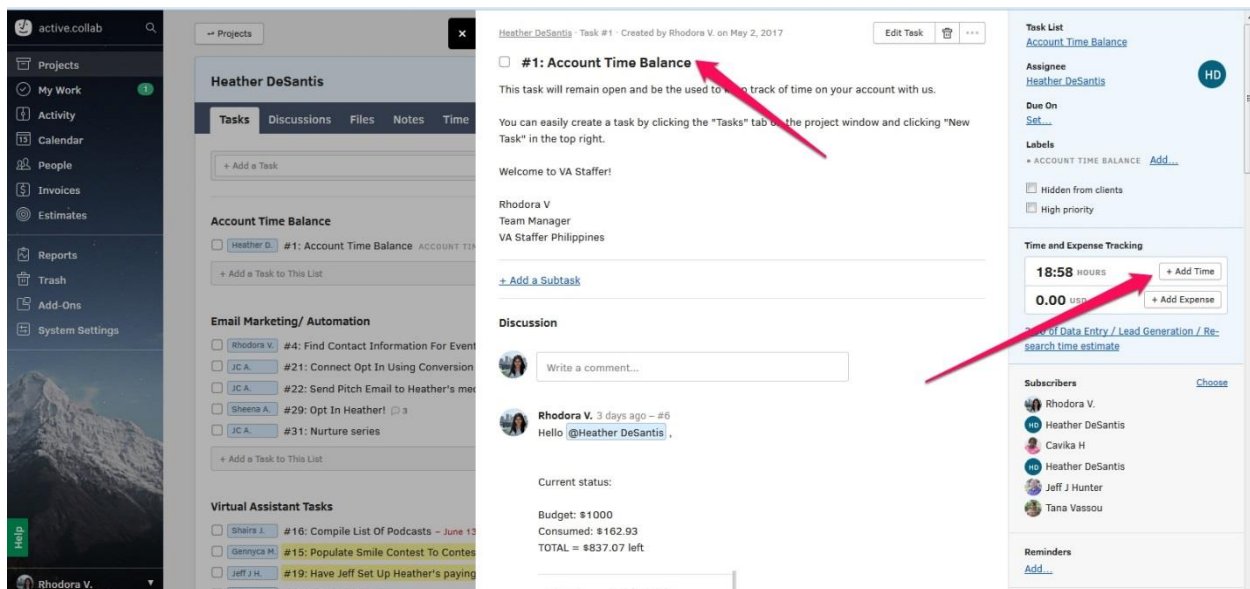 active.collab
Projects
My Work
1
Activity
13
Calendar
People
Invoices
Estimates
Reports
Trash
Add-Ons
System Settings
Help
Rhodora V.
Projects
×
Heather DeSantis
Tasks Discussions Files Notes Time
+ Add a Task
Account Time Balance
Heather D. #1: Account Time Balance ACCOUNT TIM
+ Add a Task to This List
Email Marketing/ Automation
Rhodora V. #4: Find Contact Information For Event
JC A. #21: Connect Opt In Using Conversion
JC A. #22: Send Pitch Email to Heather's med
Sheena A. #29: Opt In Heather! 3
JC A. #31: Nurture series
+ Add a Task to This List
Virtual Assistant Tasks
Shaira J. #16: Compile List Of Podcasts – June 13
Gennyca M. #15: Populate Smile Contest To Contes
Jeff J H. #19: Have Jeff Set Up Heather's paying
Heather DeSantis · Task #1 · Created by Rhodora V. on May 2, 2017
Edit Task
#1: Account Time Balance
This task will remain open and be the used to track of time on your account with us.
You can easily create a task by clicking the "Tasks" tab the project window and clicking "New
Task" in the top right.
Welcome to VA Staffer!
Rhodora V
Team Manager
VA Staffer Philippines
+ Add a Subtask
Discussion
Write a comment...
Rhodora V. 3 days ago – #6
Hello @Heather DeSantis ,
Current status:
Budget: $1000
Consumed: $162.93
TOTAL = $837.07 left
Task List
Account Time Balance
Assignee
Heather DeSantis
HD
Due On
Set...
Labels
• ACCOUNT TIME BALANCE Add...
Hidden from clients
High priority
Time and Expense Tracking
18:58 HOURS + Add Time
0.00 USD + Add Expense
of Data Entry / Lead Generation / Re-
search time estimate
Subscribers Choose
Rhodora V.
HD Heather DeSantis
Cavika H
HD Heather DeSantis
Jeff J Hunter
Tana Vassou
Reminders
Add...